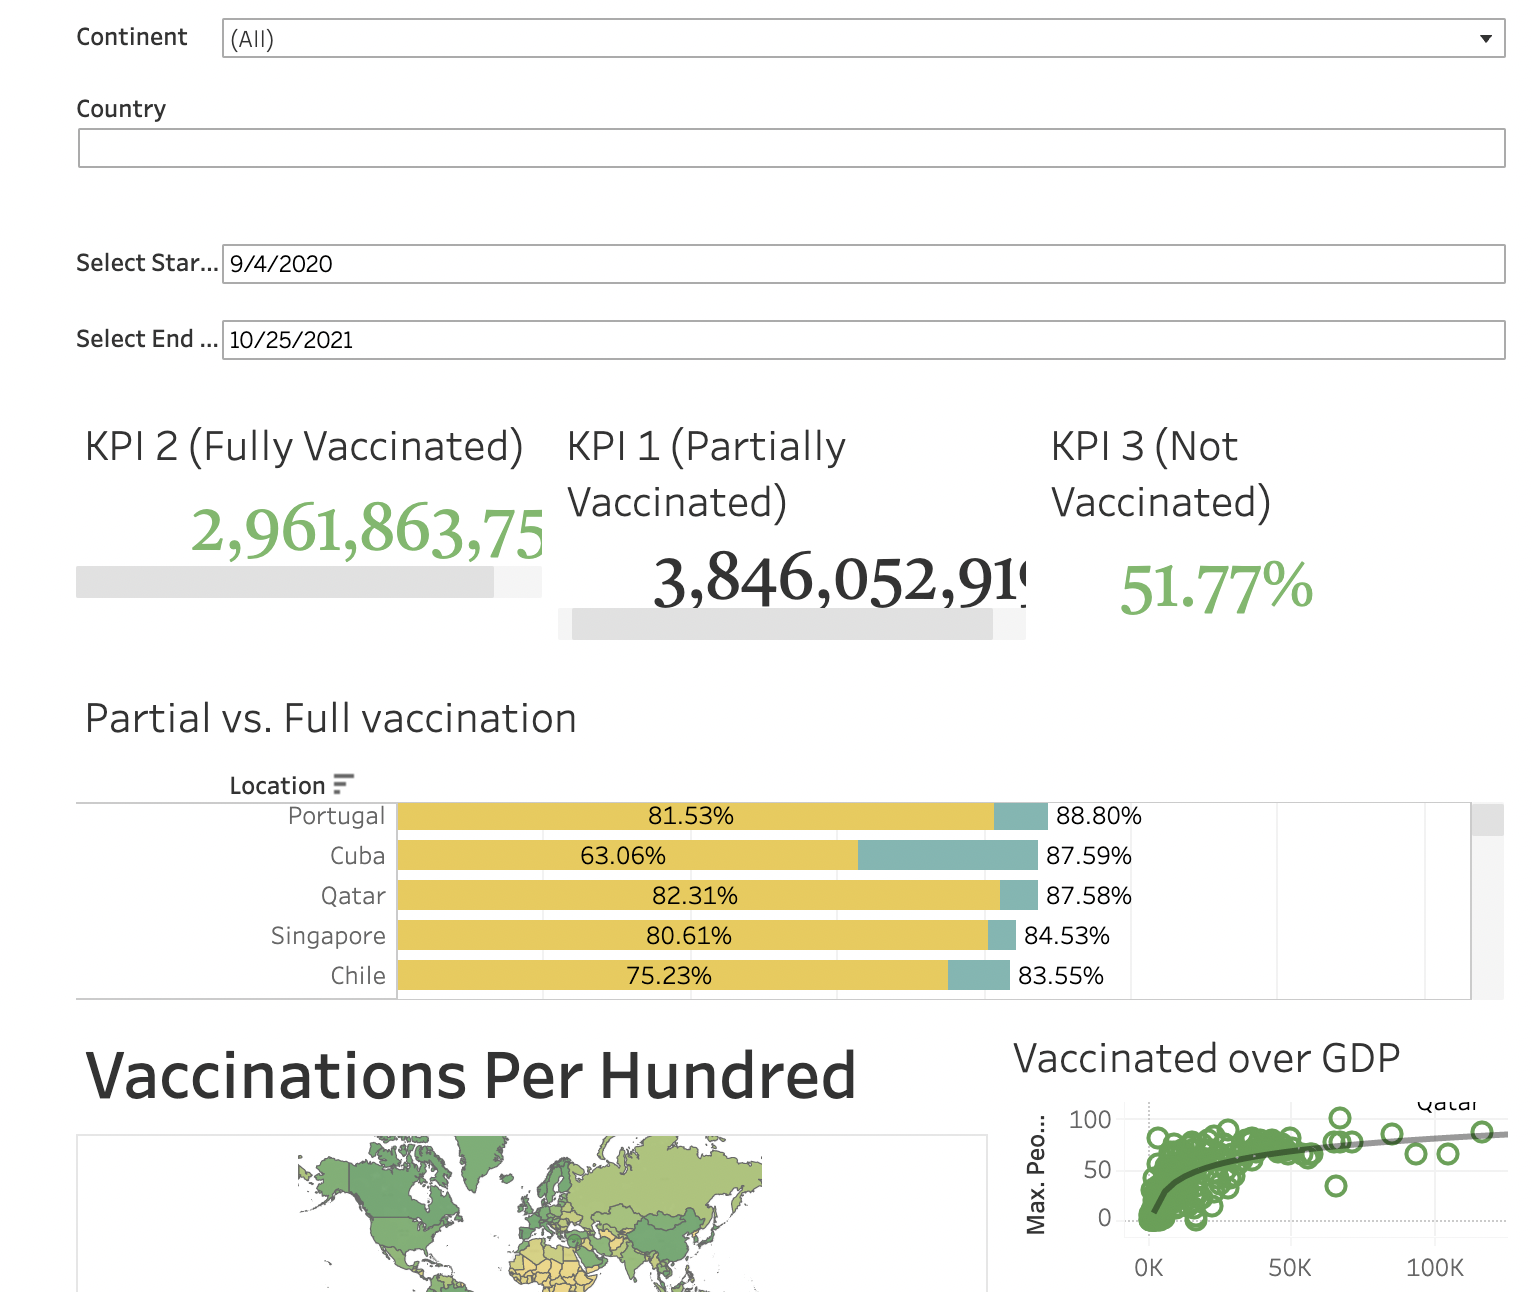 Continent (All)
Country
Select Star... 9/4/2020
Select End ... 10/25/2021
KPI 2 (Fully Vaccinated)
2,961,863,75
KPI 1 (Partially
Vaccinated)
3,846,052,91
KPI 3 (Not
Vaccinated)
51.77%
Partial vs. Full vaccination
Location
Portugal 81.53% 88.80%
Cuba 63.06% 87.59%
Qatar 82.31% 87.58%
Singapore 80.61% 84.53%
Chile 75.23% 83.55%
Vaccinations Per Hundred
Vaccinated over GDP
Qatar
Max. Peo...
100
50
0
0K 50K 100K